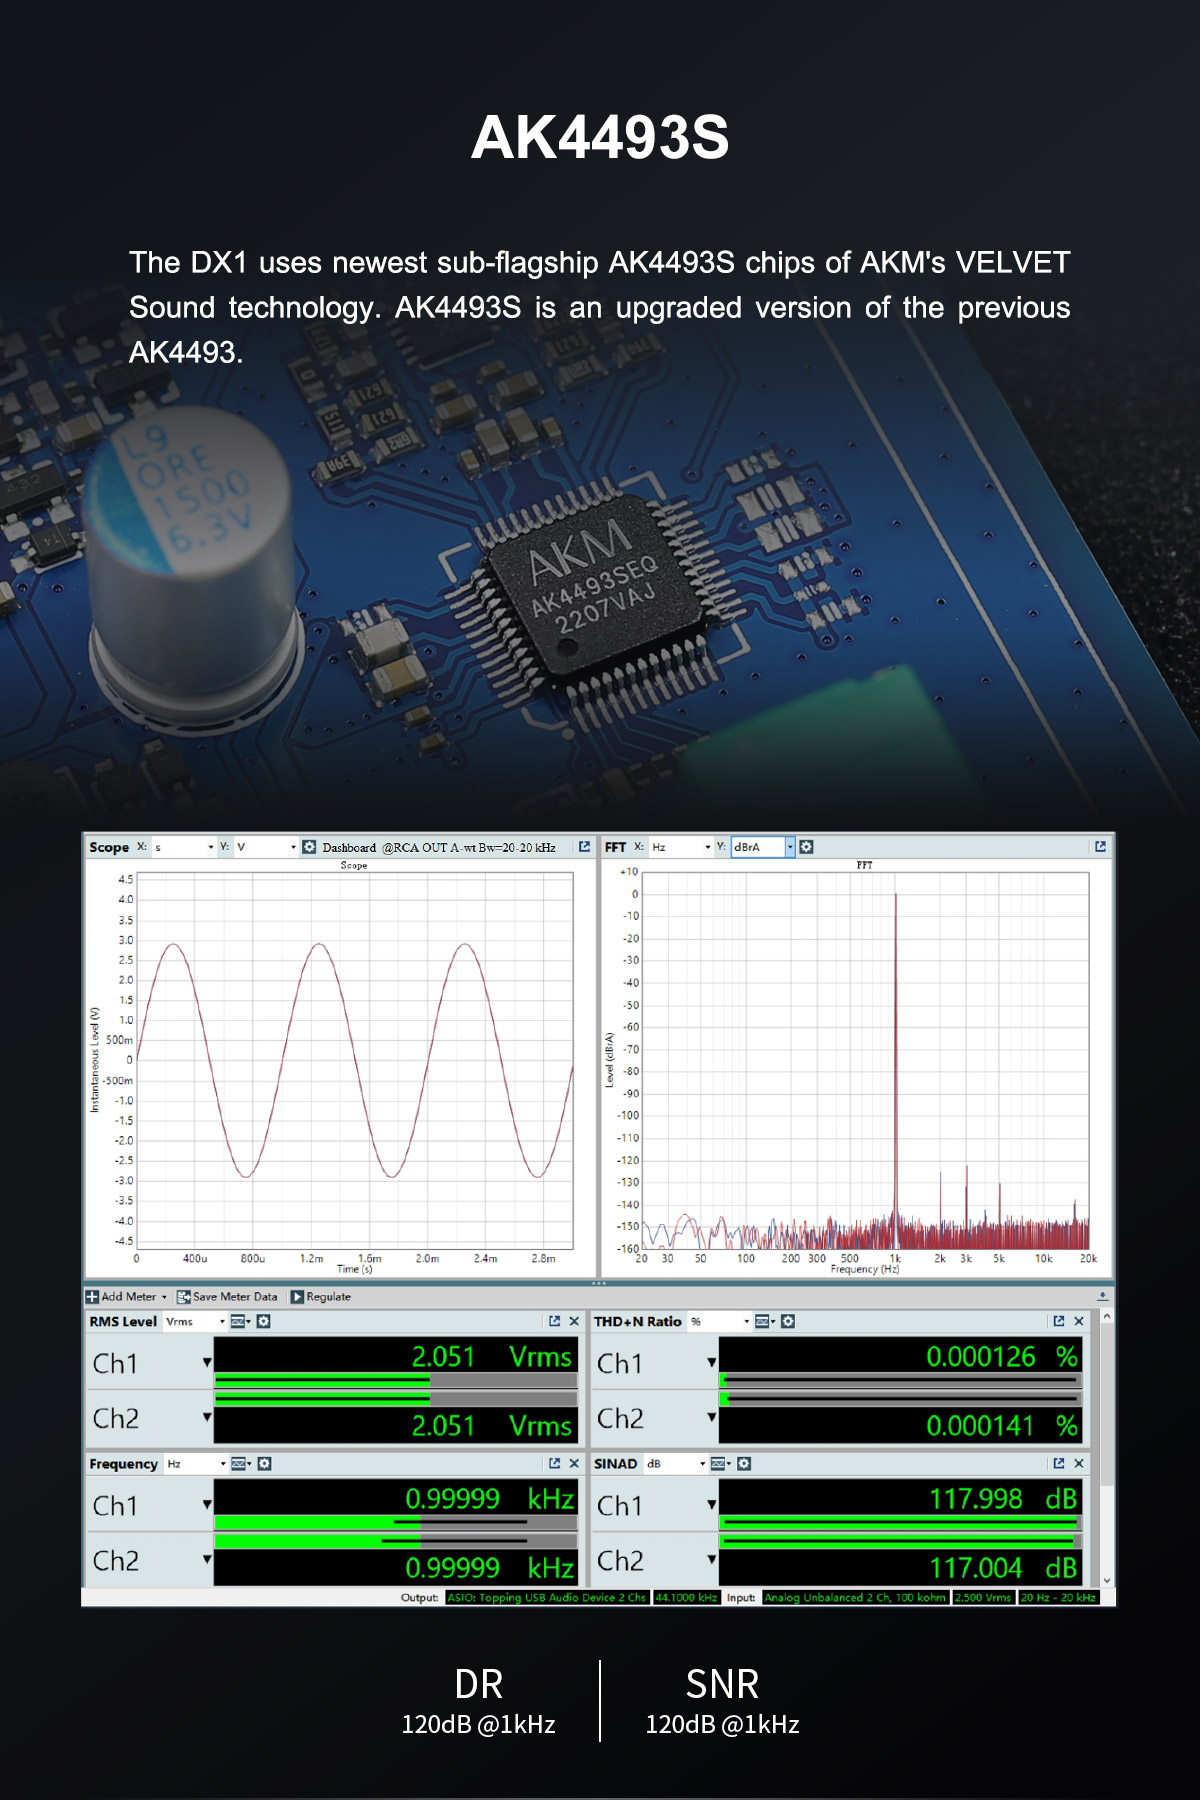 AK4493S
The DX1 uses newest sub-flagship AK4493S chips of AKM's VELVET
Sound technology. AK4493S is an upgraded version of the previous
AK4493.
L9
ORE
1500
6.3V
AKM
AK4493SEQ
2207VAJ
Scope X: s Y: V Dashboard @RCA OUT A-wt Bw=20-20 kHz
Scope
Instantaneous Level (V)
4.5
4.0
3.5
3.0
2.5
2.0
1.5
1.0
500m
0
-500m
-1.0
-1.5
-2.0
-2.5
-3.0
-3.5
-4.0
-4.5
0 400u 800u 1.2m 1.6m 2.0m 2.4m 2.8m
Time (s)
FFT X: Hz Y: dBrA
FFT
Level (dBrA)
+10
0
-10
-20
-30
-40
-50
-60
-70
-80
-90
-100
-110
-120
-130
-140
-150
-160
20 30 50 100 200 300 500 1k 2k 3k 5k 10k 20k
Frequency (Hz)
Add Meter Save Meter Data Regulate
RMS Level Vrms
Ch1 2.051 Vrms
Ch2 2.051 Vrms
THD+N Ratio %
Ch1 0.000126 %
Ch2 0.000141 %
Frequency Hz
Ch1 0.99999 kHz
Ch2 0.99999 kHz
SINAD dB
Ch1 117.998 dB
Ch2 117.004 dB
Output: ASIO: Topping USB Audio Device 2 Chs 44.1000 kHz Input: Analog Unbalanced 2 Ch, 100 kohm 2.500 Vrms 20 Hz - 20 kHz
DR
120dB @1kHz
SNR
120dB @1kHz